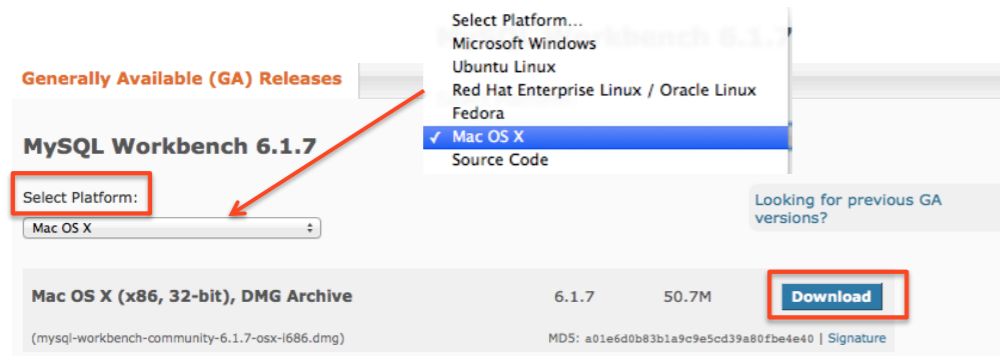 Select Platform...
Microsoft Windows
Ubuntu Linux
Red Hat Enterprise Linux / Oracle Linux
Fedora
✓ Mac OS X
Source Code
Generally Available (GA) Releases
MySQL Workbench 6.1.7
Select Platform:
Mac OS X
Looking for previous GA
versions?
Mac OS X (x86, 32-bit), DMG Archive 6.1.7 50.7M Download
(mysql-workbench-community-6.1.7-osx-i686.dmg) MD5: a01e6d0b83b1a9c9e5cd39a80fbe4e40 | Signature